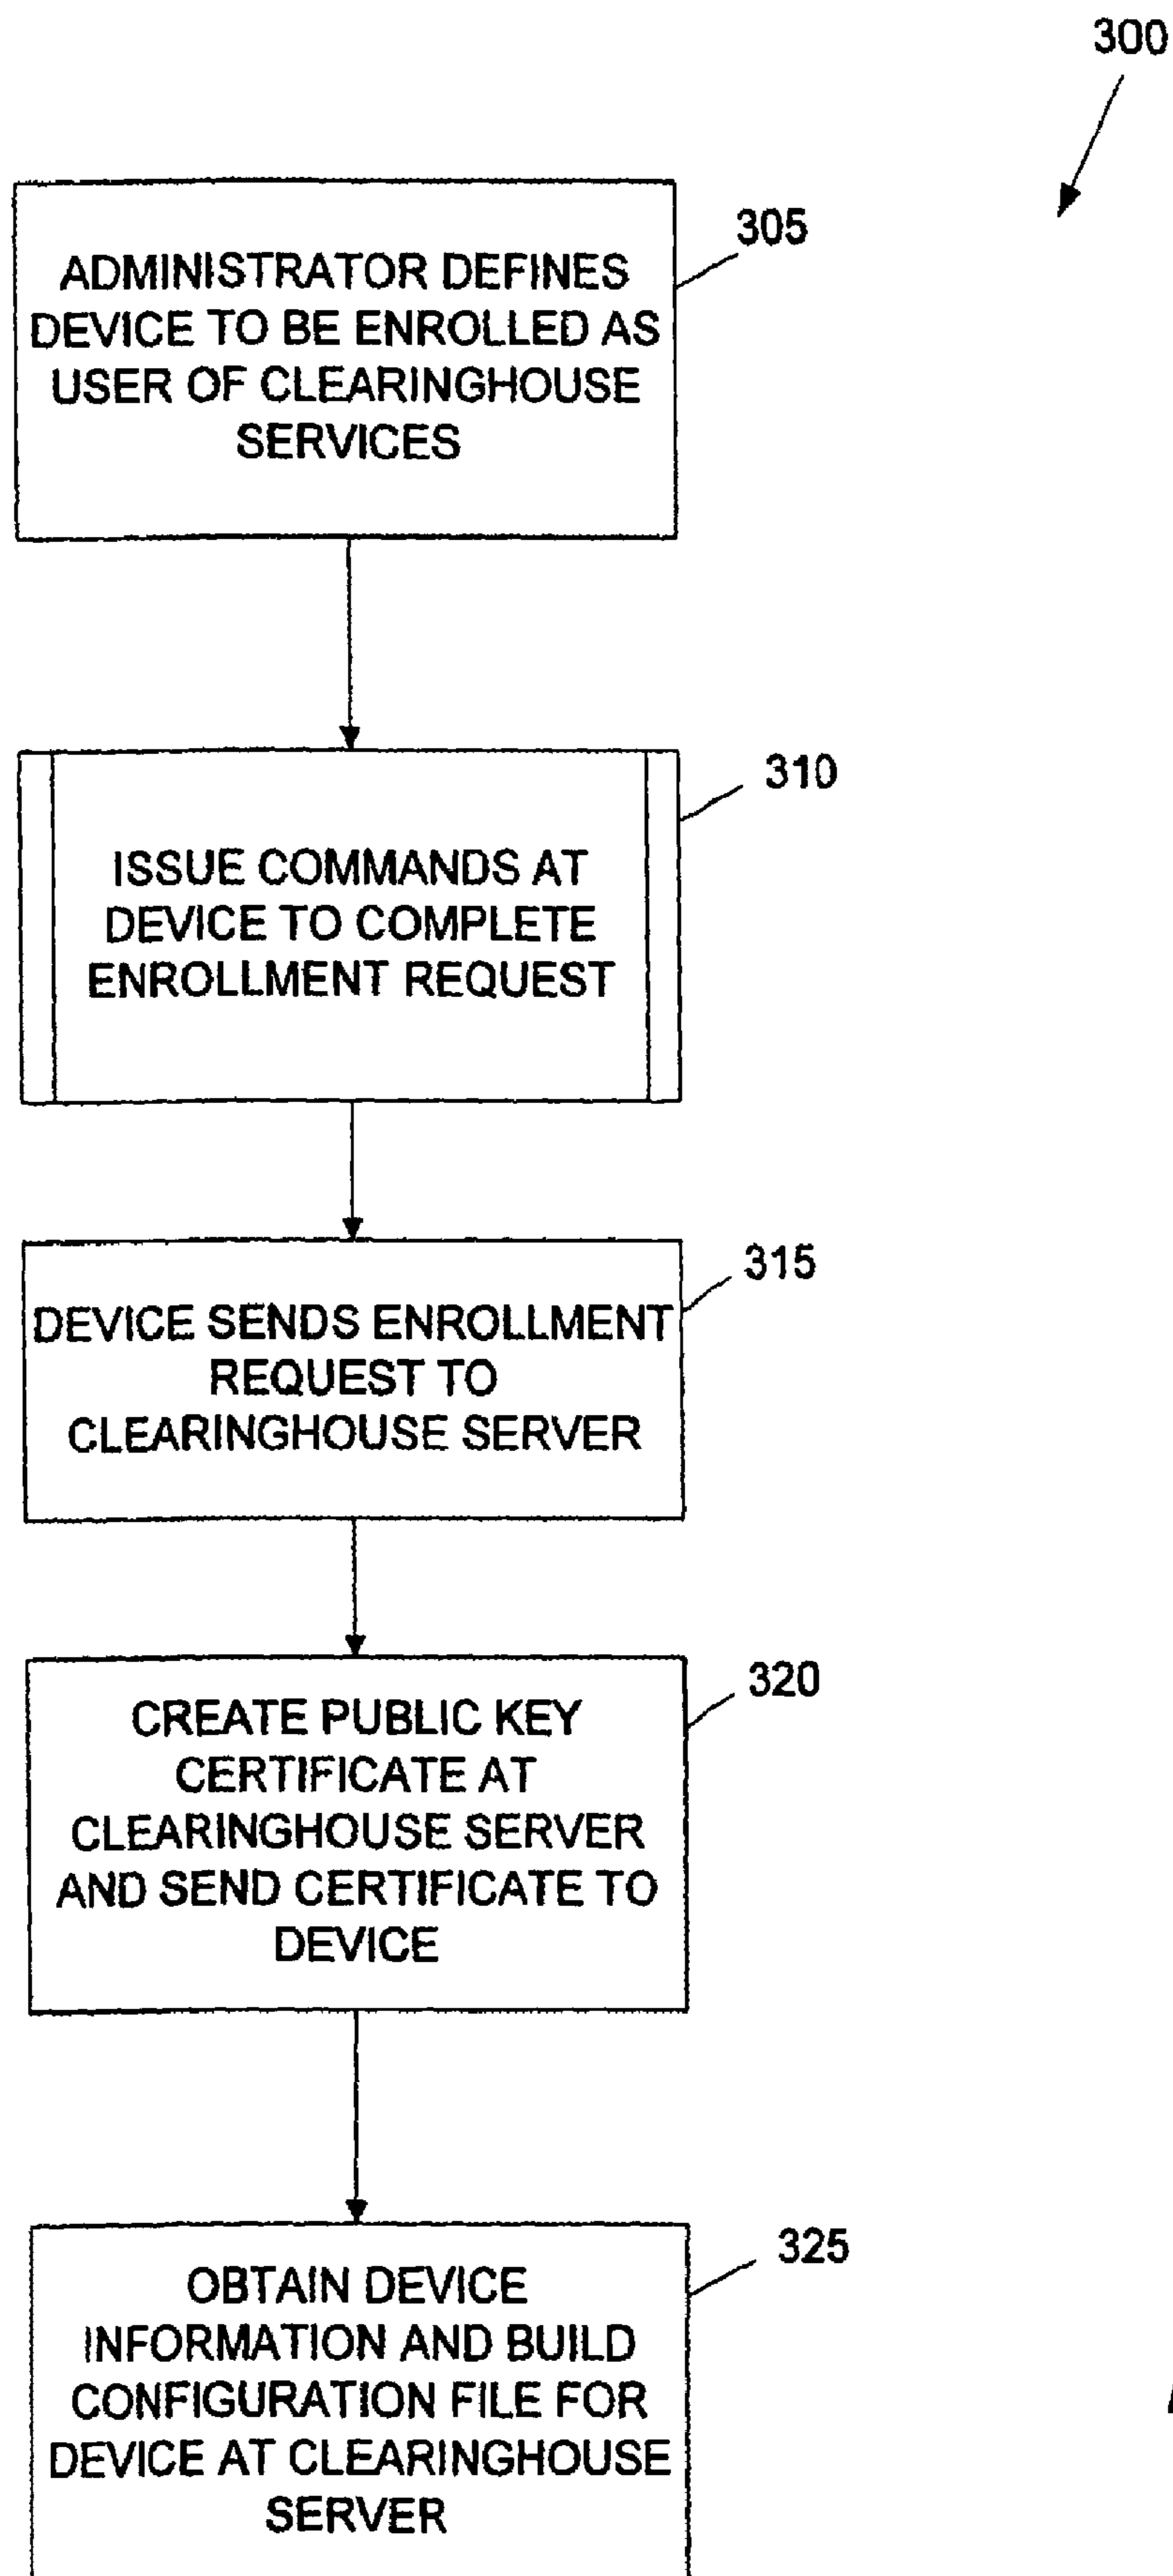 300
305
ADMINISTRATOR DEFINES
DEVICE TO BE ENROLLED AS
USER OF CLEARINGHOUSE
SERVICES
310
ISSUE COMMANDS AT
DEVICE TO COMPLETE
ENROLLMENT REQUEST
315
DEVICE SENDS ENROLLMENT
REQUEST TO
CLEARINGHOUSE SERVER
320
CREATE PUBLIC KEY
CERTIFICATE AT
CLEARINGHOUSE SERVER
AND SEND CERTIFICATE TO
DEVICE
325
OBTAIN DEVICE
INFORMATION AND BUILD
CONFIGURATION FILE FOR
DEVICE AT CLEARINGHOUSE
SERVER